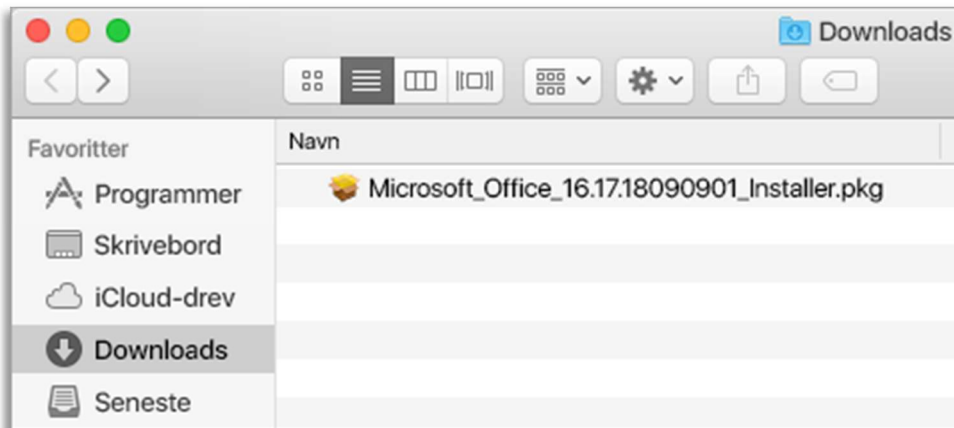 Downloads
Favoritter
Navn
Programmer
Microsoft_Office_16.17.18090901_Installer.pkg
Skrivebord
iCloud-drev
Downloads
Seneste